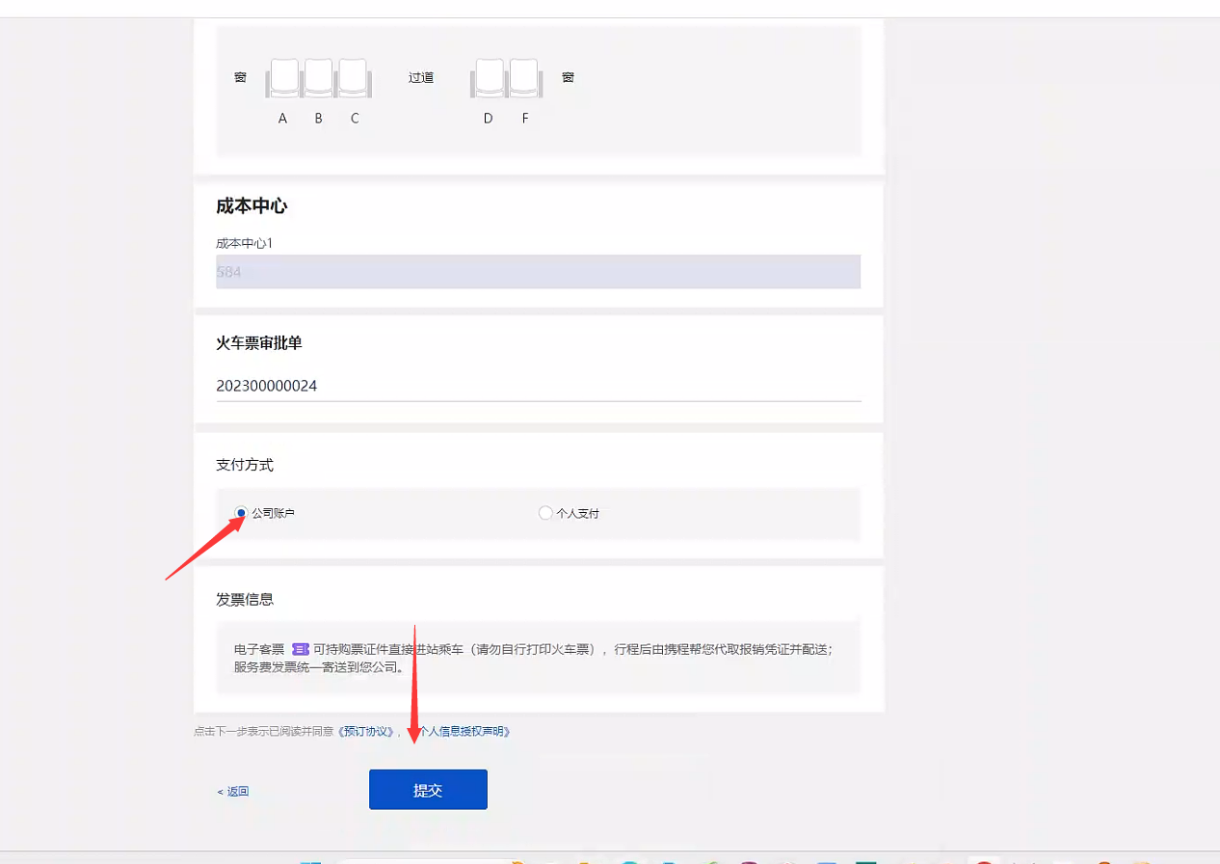 窗 过道 窗
A B C D F
成本中心
成本中心1
584
火车票审批单
202300000024
支付方式
公司账户 个人支付
发票信息
电子客票 可持购票证件直接进站乘车（请勿自行打印火车票），行程后由携程帮您代取报销凭证并配送；
服务费发票统一寄送到您公司。
点击下一步表示已阅读并同意《预订协议》，个人信息授权声明》
< 返回 提交